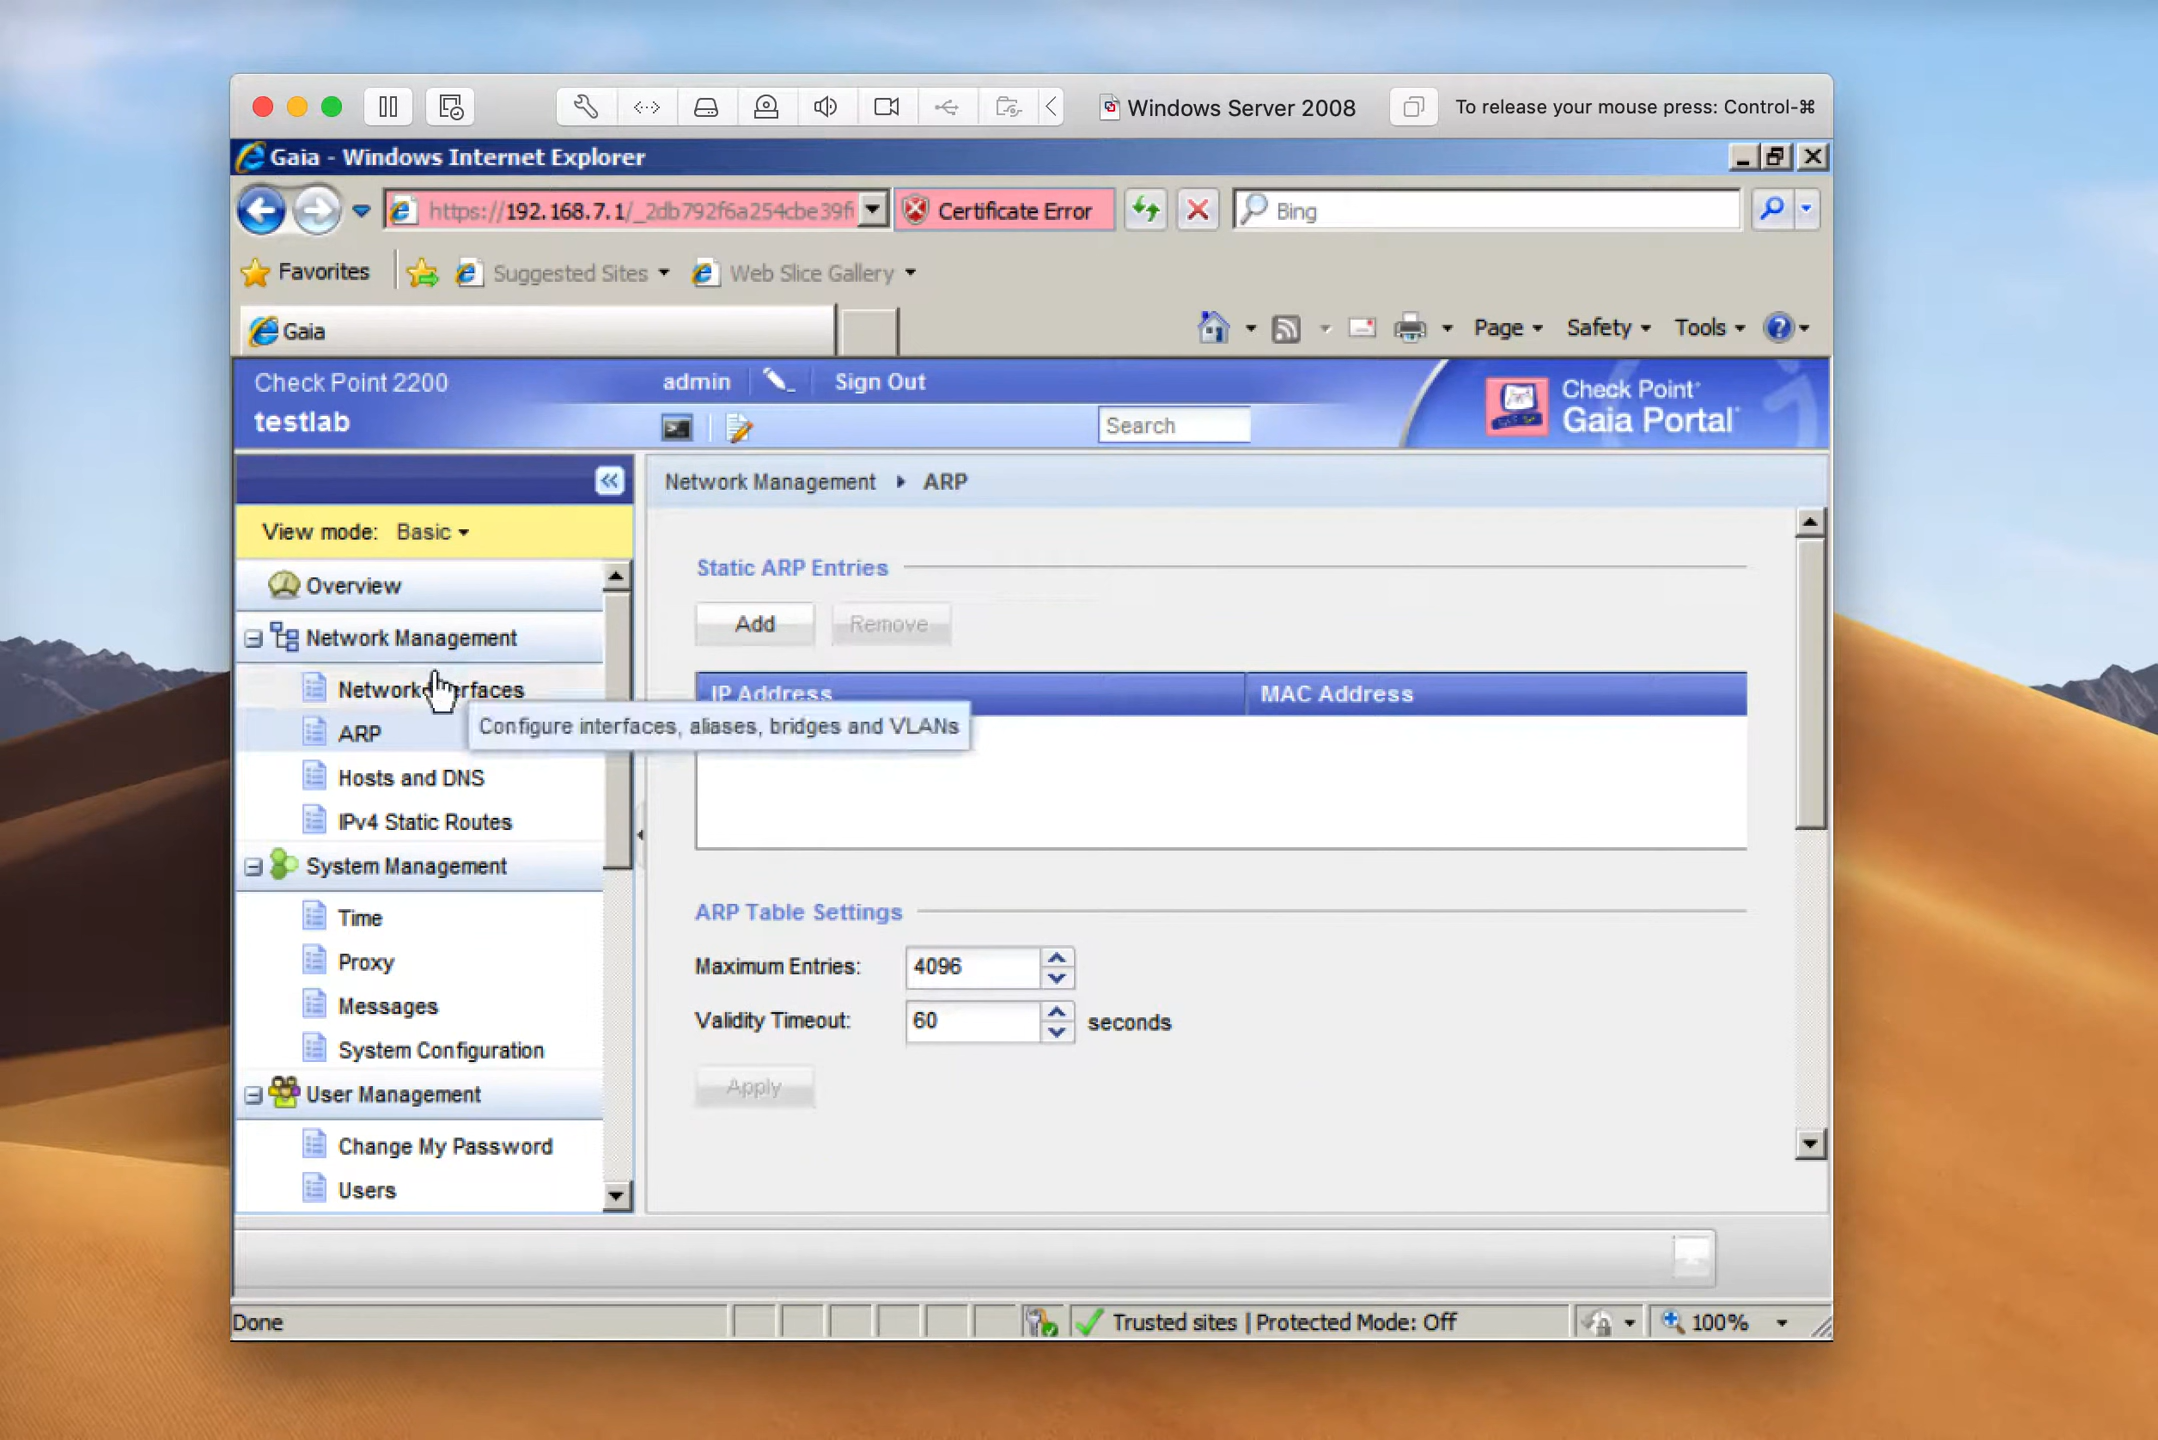 Windows Server 2008
To release your mouse press: Control-⌘
Gaia - Windows Internet Explorer
https://192.168.7.1/_2db792f6a254cbe39f
Certificate Error
Bing
Favorites
Suggested Sites
Web Slice Gallery
Gaia
Page
Safety
Tools
Check Point 2200
admin
Sign Out
testlab
Search
Check Point
Gaia Portal
Network Management ARP
View mode: Basic
Overview
Network Management
Network erfaces
ARP
Hosts and DNS
IPv4 Static Routes
System Management
Time
Proxy
Messages
System Configuration
User Management
Change My Password
Users
Configure interfaces, aliases, bridges and VLANs
Static ARP Entries
Add
Remove
IP Address
MAC Address
ARP Table Settings
Maximum Entries: 4096
Validity Timeout: 60 seconds
Apply
Done
Trusted sites | Protected Mode: Off
100%